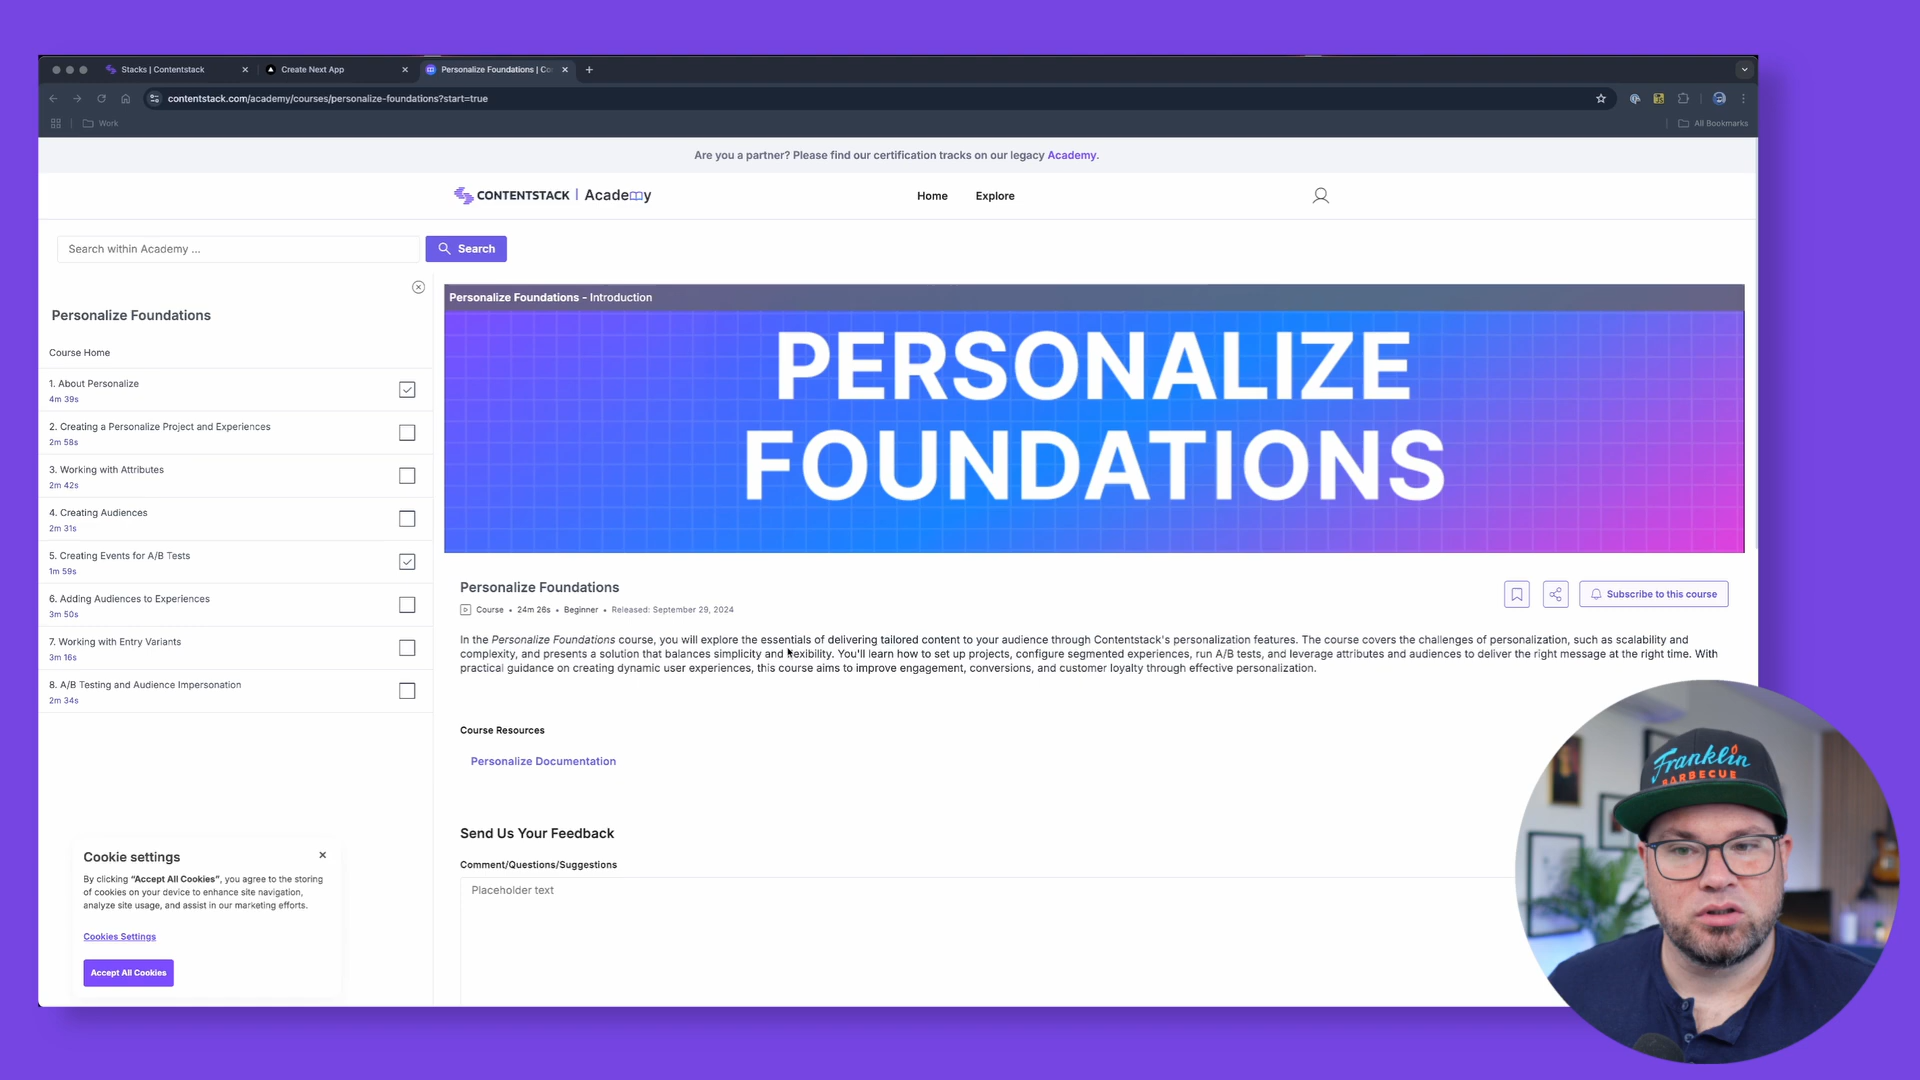 Stacks | Contentstack
Create Next App
Personalize Foundations | Co
contentstack.com/academy/courses/personalize-foundations?start=true
Work
All Bookmarks
Are you a partner? Please find our certification tracks on our legacy Academy.
CONTENTSTACK | Academy
Home
Explore
Search within Academy ...
Search
Personalize Foundations
Course Home
1. About Personalize
4m 39s
2. Creating a Personalize Project and Experiences
2m 58s
3. Working with Attributes
2m 42s
4. Creating Audiences
2m 31s
5. Creating Events for A/B Tests
1m 59s
6. Adding Audiences to Experiences
3m 50s
7. Working with Entry Variants
3m 16s
8. A/B Testing and Audience Impersonation
2m 34s
Personalize Foundations - Introduction
PERSONALIZE
FOUNDATIONS
Personalize Foundations
Course • 24m 26s • Beginner • Released: September 29, 2024
Subscribe to this course
In the Personalize Foundations course, you will explore the essentials of delivering tailored content to your audience through Contentstack's personalization features. The course covers the challenges of personalization, such as scalability and
complexity, and presents a solution that balances simplicity and flexibility. You'll learn how to set up projects, configure segmented experiences, run A/B tests, and leverage attributes and audiences to deliver the right message at the right time. With
practical guidance on creating dynamic user experiences, this course aims to improve engagement, conversions, and customer loyalty through effective personalization.
Course Resources
Personalize Documentation
Send Us Your Feedback
Comment/Questions/Suggestions
Placeholder text
Cookie settings
By clicking “Accept All Cookies”, you agree to the storing
of cookies on your device to enhance site navigation,
analyze site usage, and assist in our marketing efforts.
Cookies Settings
Accept All Cookies
Franklin
BARBECUE